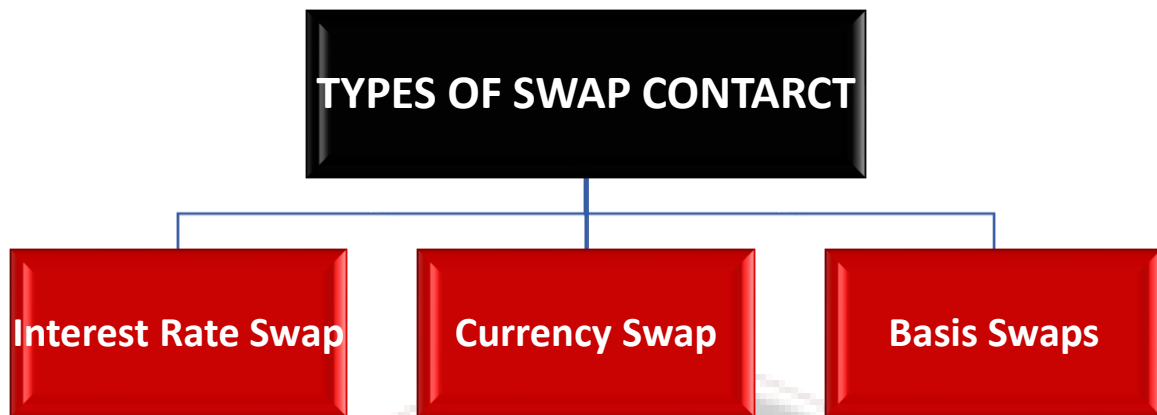 TYPES OF SWAP CONTARCT
Interest Rate Swap
Currency Swap
Basis Swaps